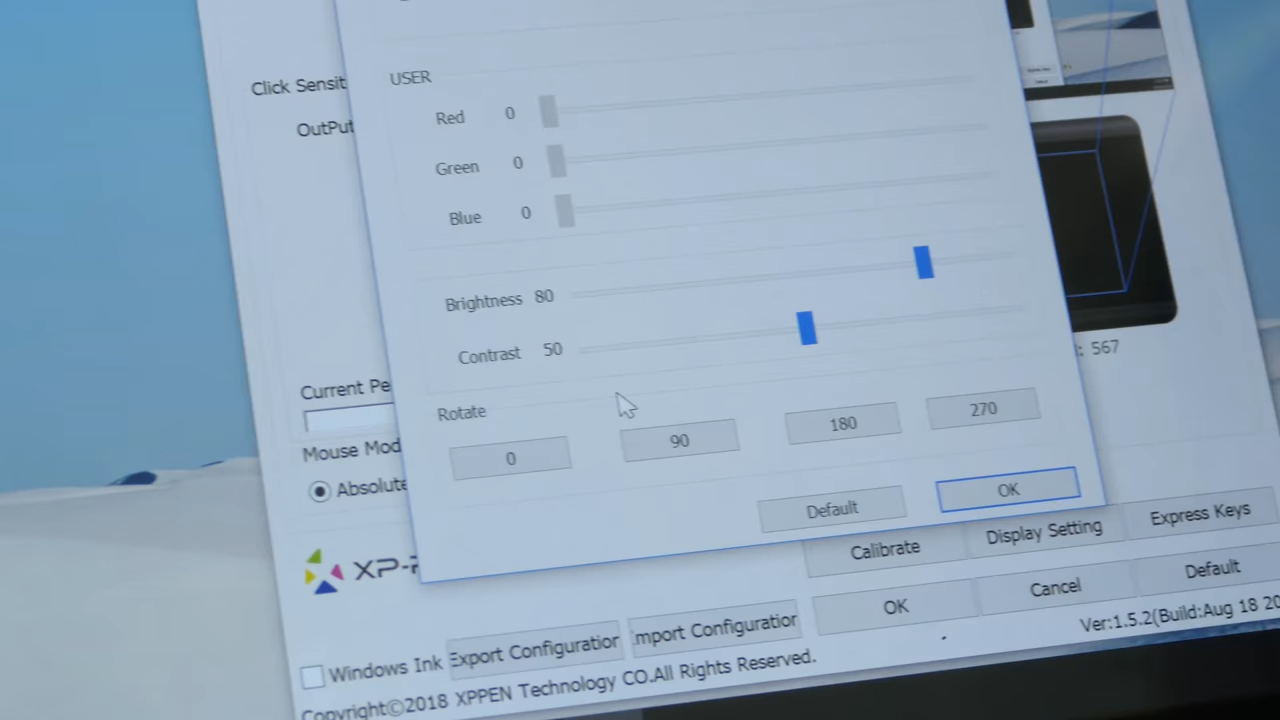 USER
Click Sensit
Red 0
OutPut
Green 0
Blue 0
Brightness 80
Contrast 50
: 567
Current Pe
Rotate
0 90 180 270
Mouse Mod
Absolute
Default OK
Calibrate Display Setting Express Keys
XP-P
OK Cancel Default
Windows Ink Export Configuration Import Configuration
Ver:1.5.2(Build:Aug 18 20
Copyright©2018 XPPEN Technology CO.All Rights Reserved.